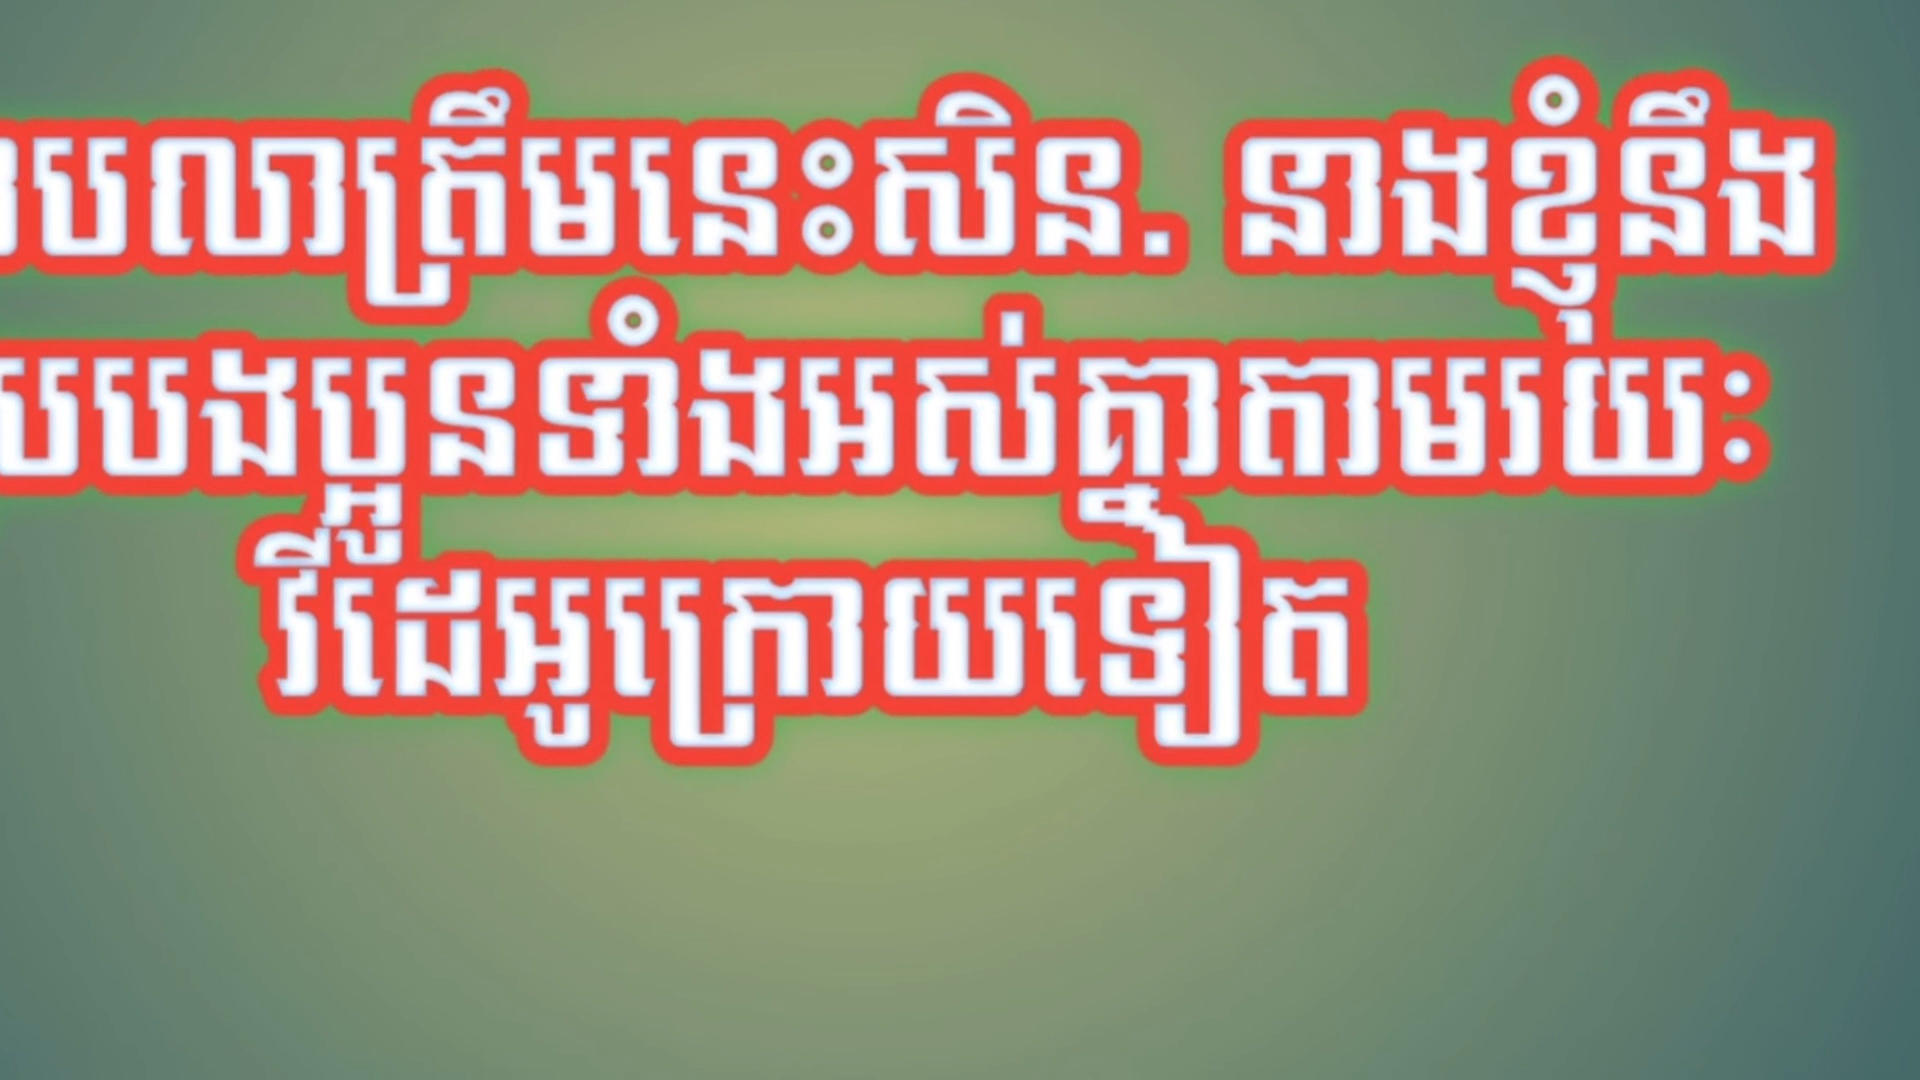 បលាត្រឹមនេះសិន. នាងខ្ញុំនឹង
បបងប្អូនទាំងអស់គ្នាតាមរយៈ
វីដែអូក្រោយទៀត